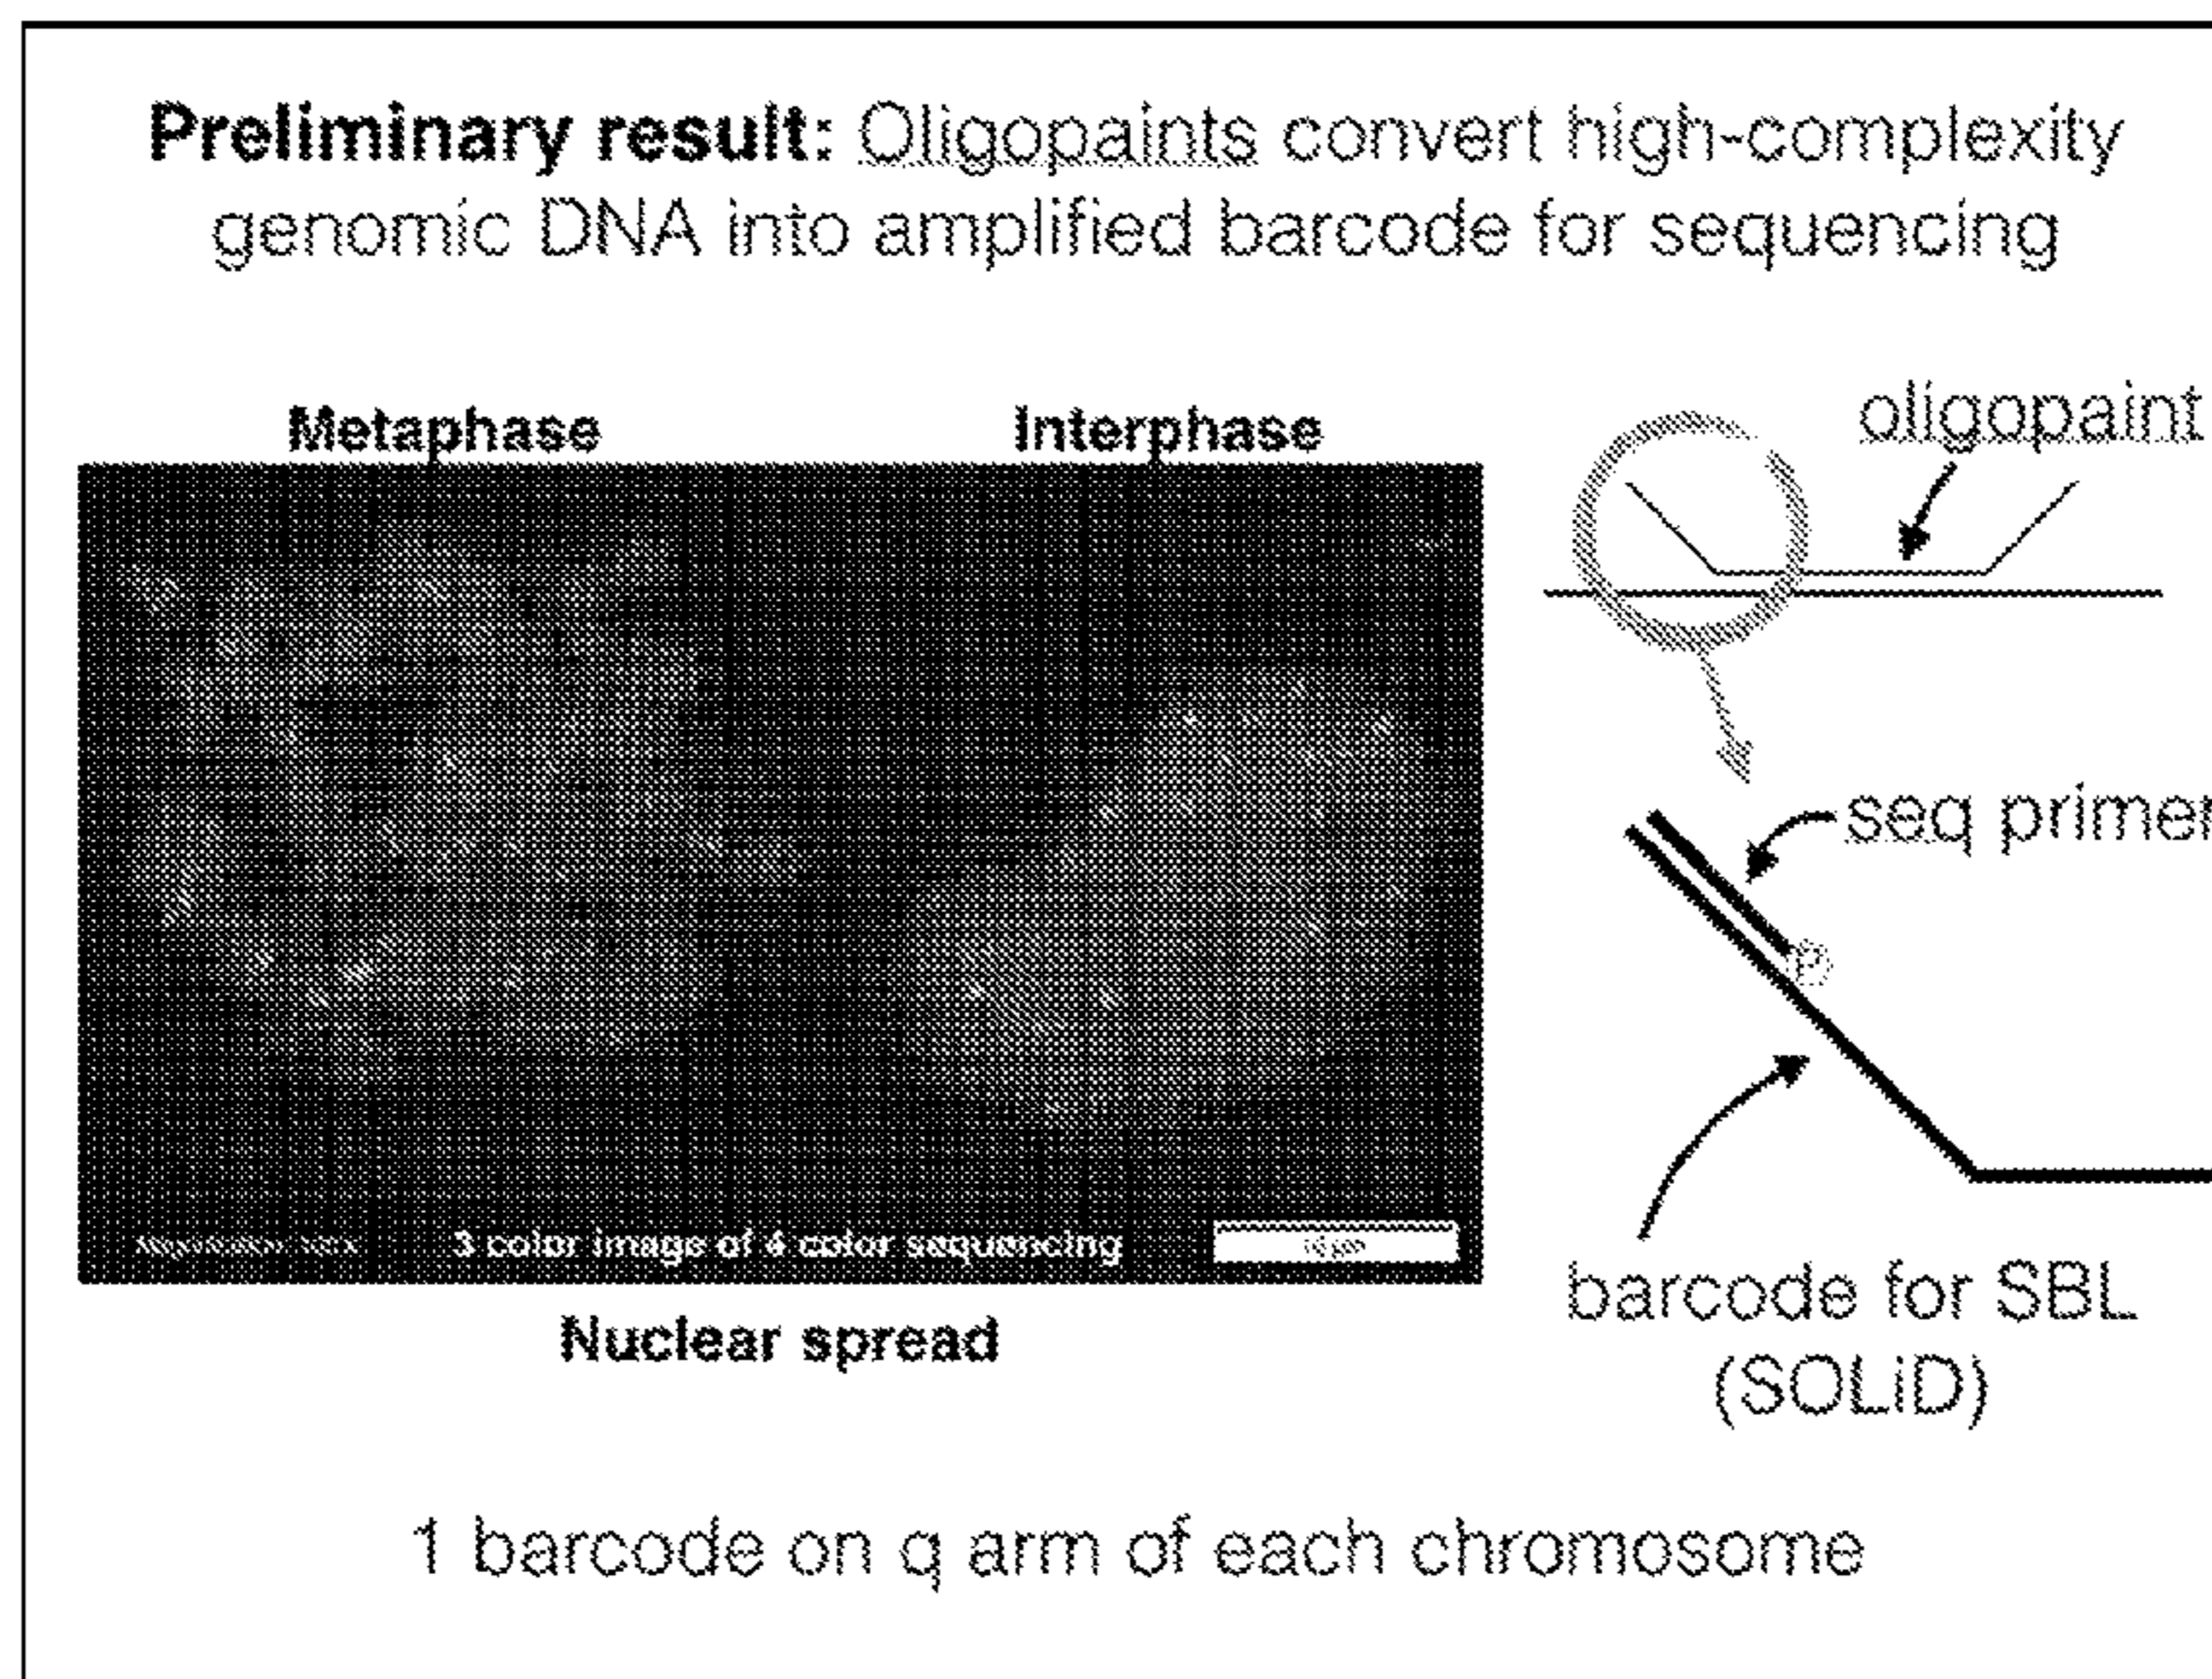 Preliminary result: Oligopaints convert high-complexity
genomic DNA into amplified barcode for sequencing
Metaphase
Interphase
oligopaint
seq primer
P
3 color image of 4 color sequencing
Nuclear spread
barcode for SBL
(SOLiD)
1 barcode on q arm of each chromosome